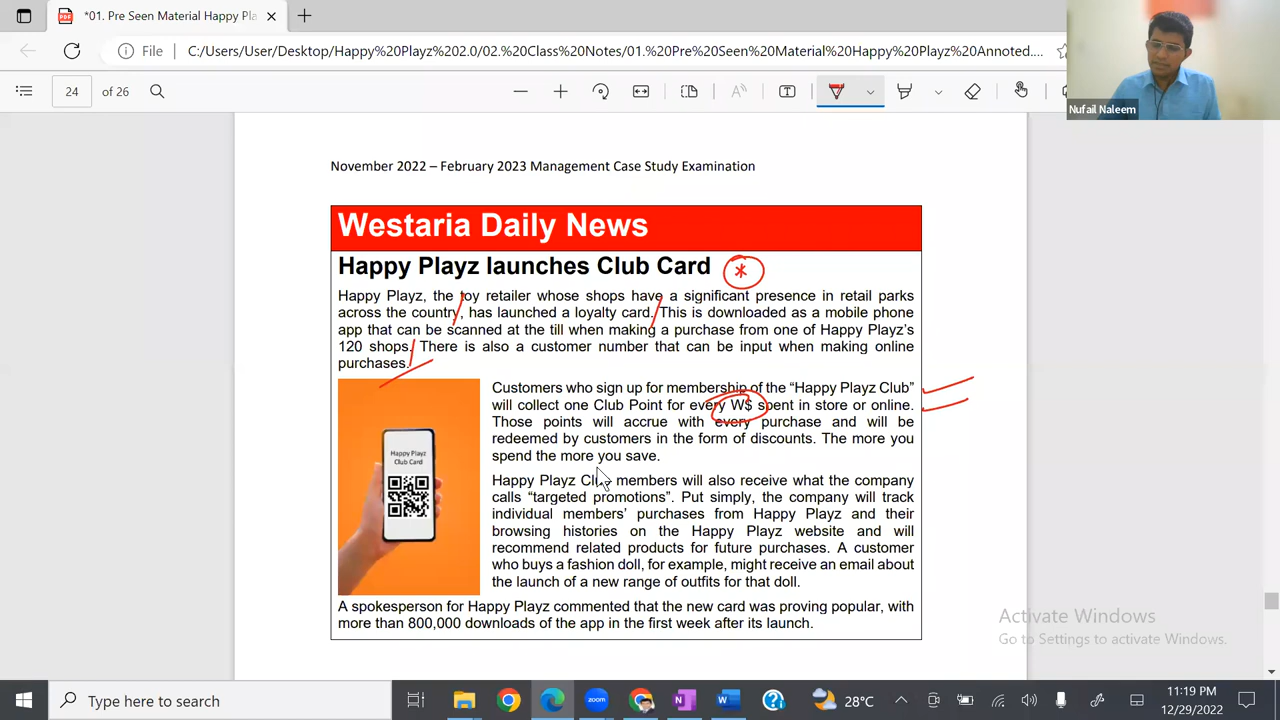 *01. Pre Seen Material Happy Pla
File
C:/Users/User/Desktop/Happy%20Playz%202.0/02.%20Class%20Notes/01.%20Pre%20Seen%20Material%20Happy%20Playz%20Annoted....
24 of 26
Nufail Naleem
November 2022 – February 2023 Management Case Study Examination
Westaria Daily News
Happy Playz launches Club Card *
Happy Playz, the toy retailer whose shops have a significant presence in retail parks
across the country, has launched a loyalty card. This is downloaded as a mobile phone
app that can be scanned at the till when making a purchase from one of Happy Playz's
120 shops. There is also a customer number that can be input when making online
purchases.
Customers who sign up for membership of the “Happy Playz Club”
will collect one Club Point for every W$ spent in store or online.
Those points will accrue with every purchase and will be
redeemed by customers in the form of discounts. The more you
spend the more you save.
Happy Playz
Club Card
Happy Playz Club members will also receive what the company
calls “targeted promotions”. Put simply, the company will track
individual members’ purchases from Happy Playz and their
browsing histories on the Happy Playz website and will
recommend related products for future purchases. A customer
who buys a fashion doll, for example, might receive an email about
the launch of a new range of outfits for that doll.
A spokesperson for Happy Playz commented that the new card was proving popular, with
more than 800,000 downloads of the app in the first week after its launch.
Activate Windows
Go to Settings to activate Windows.
Type here to search
28°C
11:19 PM
12/29/2022